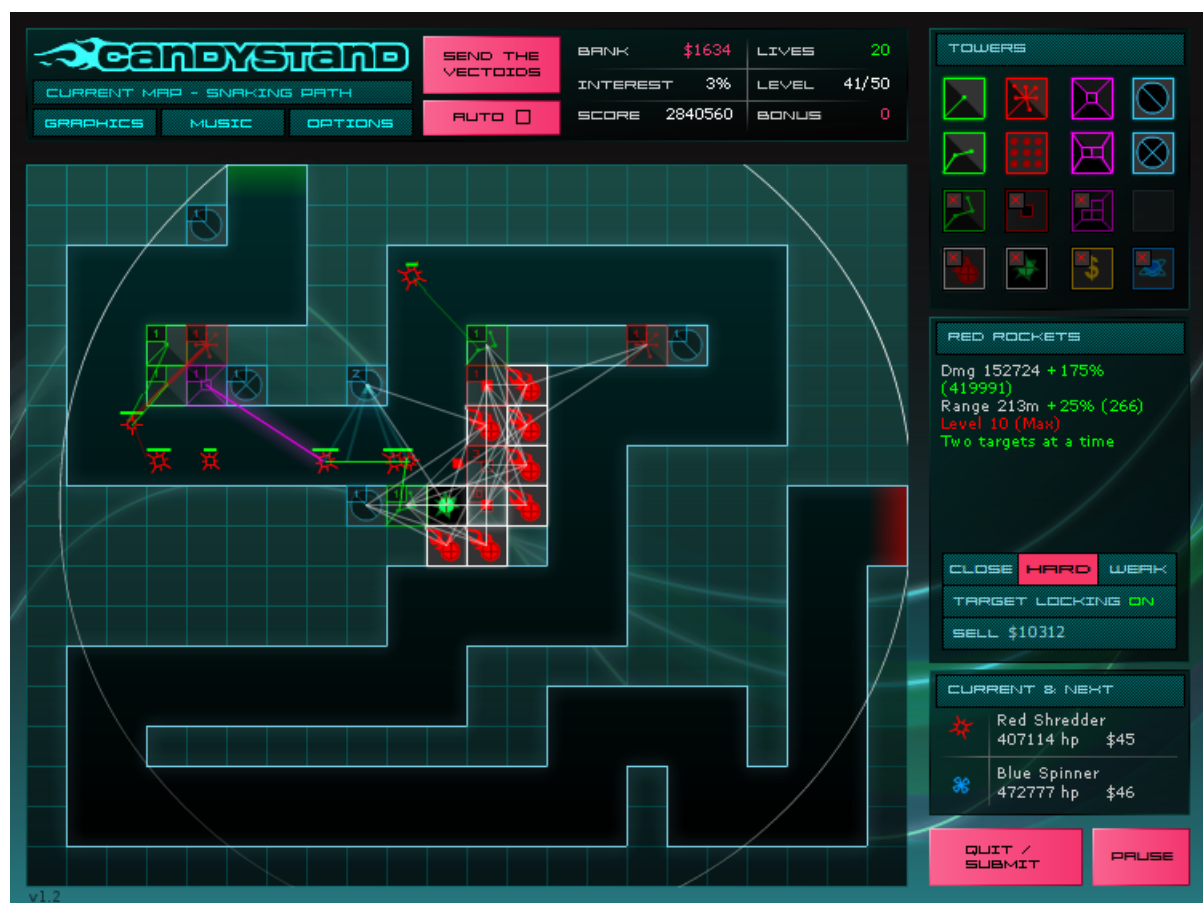 CANDYSTAND
CURRENT MAP - SNAKING PATH
GRAPHICS MUSIC OPTIONS
SEND THE
VECTOIDS
AUTO
BANK $1634 LIVES 20
INTEREST 3% LEVEL 41/50
SCORE 2840560 BONUS 0
TOWERS
RED ROCKETS
Dmg 152724 +175%
(419991)
Range 213m +25% (266)
Level 10 (Max)
Two targets at a time
CLOSE HARD WEAK
TARGET LOCKING ON
SELL $10312
CURRENT & NEXT
Red Shredder
407114 hp $45
Blue Spinner
472777 hp $46
QUIT /
SUBMIT
PAUSE
v1.2